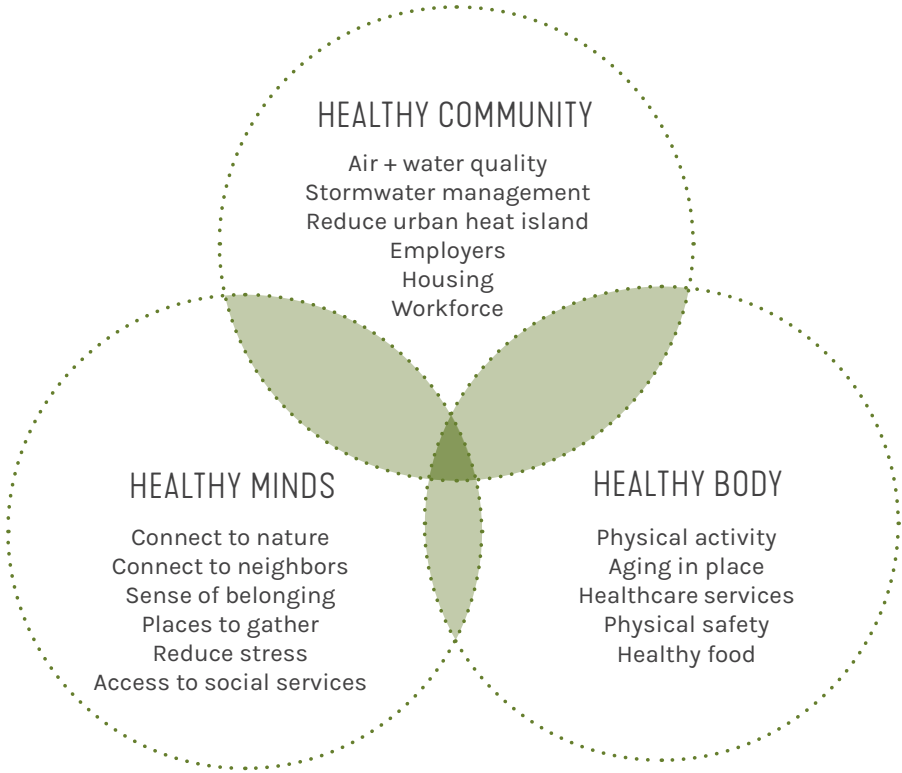 HEALTHY COMMUNITY
Air + water quality
Stormwater management
Reduce urban heat island
Employers
Housing
Workforce
HEALTHY MINDS
Connect to nature
Connect to neighbors
Sense of belonging
Places to gather
Reduce stress
Access to social services
HEALTHY BODY
Physical activity
Aging in place
Healthcare services
Physical safety
Healthy food